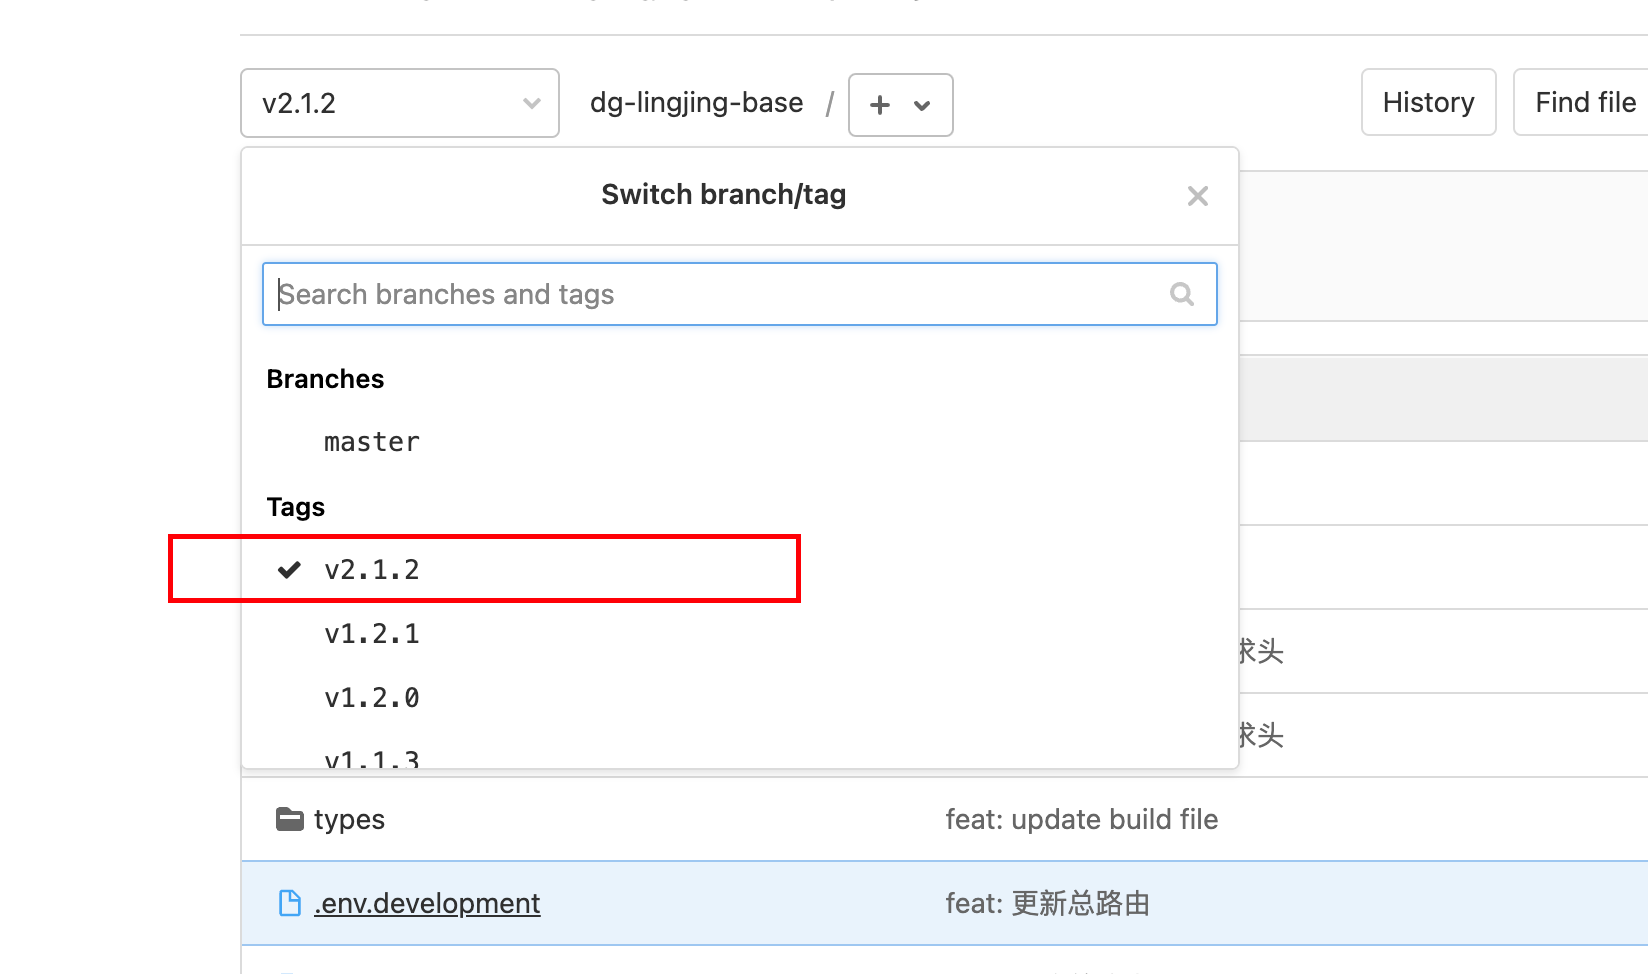 v2.1.2
dg-lingjing-base /
History
Find file
Switch branch/tag
Search branches and tags
Branches
master
Tags
v2.1.2
v1.2.1
v1.2.0
v1.1.3
求头
求头
types feat: update build file
.env.development feat: 更新总路由